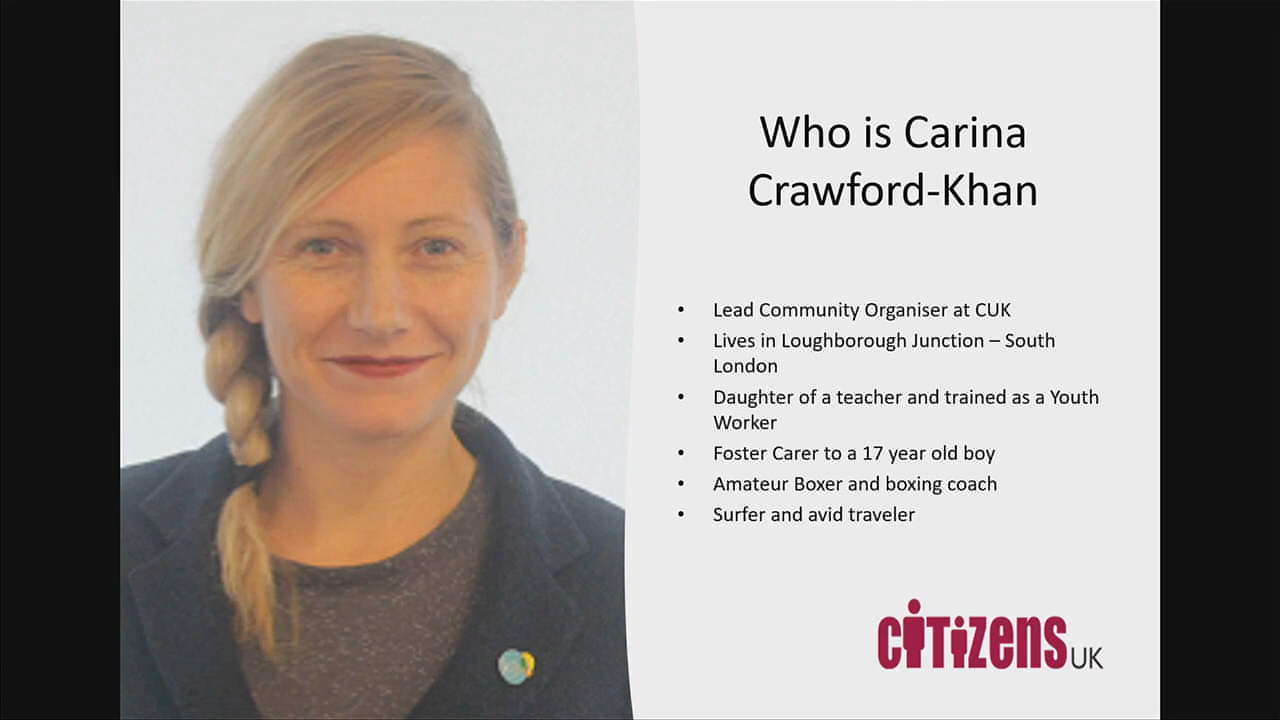 Who is Carina
Crawford-Khan
• Lead Community Organiser at CUK
• Lives in Loughborough Junction – South
London
• Daughter of a teacher and trained as a Youth
Worker
• Foster Carer to a 17 year old boy
• Amateur Boxer and boxing coach
• Surfer and avid traveler
CiTiZENS UK